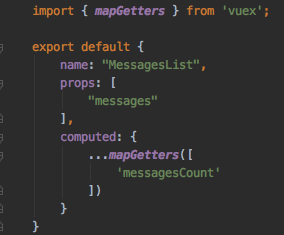 import { mapGetters } from 'vuex';
export default {
name: "MessagesList",
props: [
"messages"
],
computed: {
...mapGetters([
'messagesCount'
])
}
}